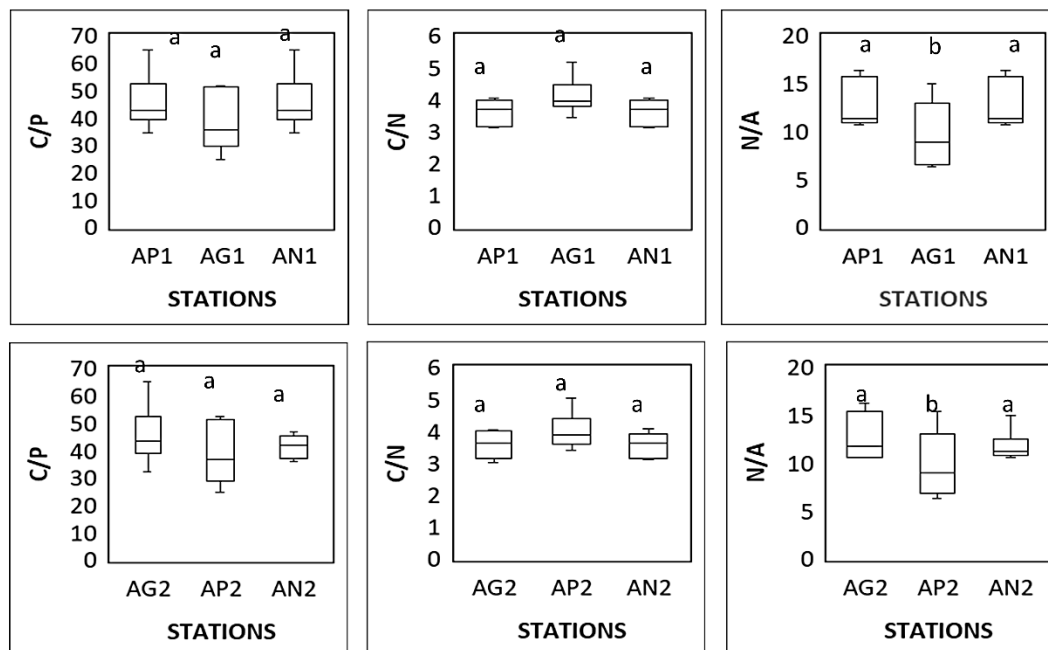 C/P
70
60
50
40
30
20
10
0
a
a
a
AP1 AG1 AN1
STATIONS
C/N
6
5
4
3
2
1
0
a
a
a
AP1 AG1 AN1
STATIONS
N/A
20
15
10
5
0
a b a
AP1 AG1 AN1
STATIONS
C/P
70
60
50
40
30
20
10
0
a
a
a
AG2 AP2 AN2
STATIONS
C/N
6
5
4
3
2
1
0
a
a
a
AG2 AP2 AN2
STATIONS
N/A
20
15
10
5
0
a b a
AG2 AP2 AN2
STATIONS